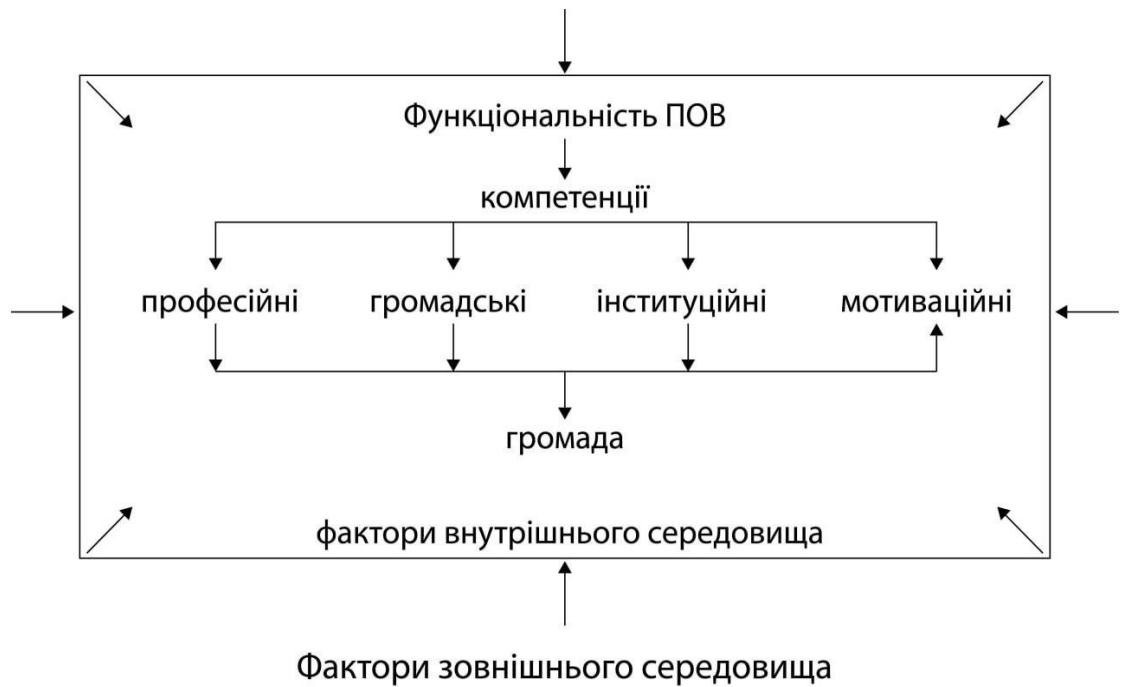 Функціональність ПОВ
компетенції
професійні громадські інституційні мотиваційні
громада
фактори внутрішнього середовища
Фактори зовнішнього середовища